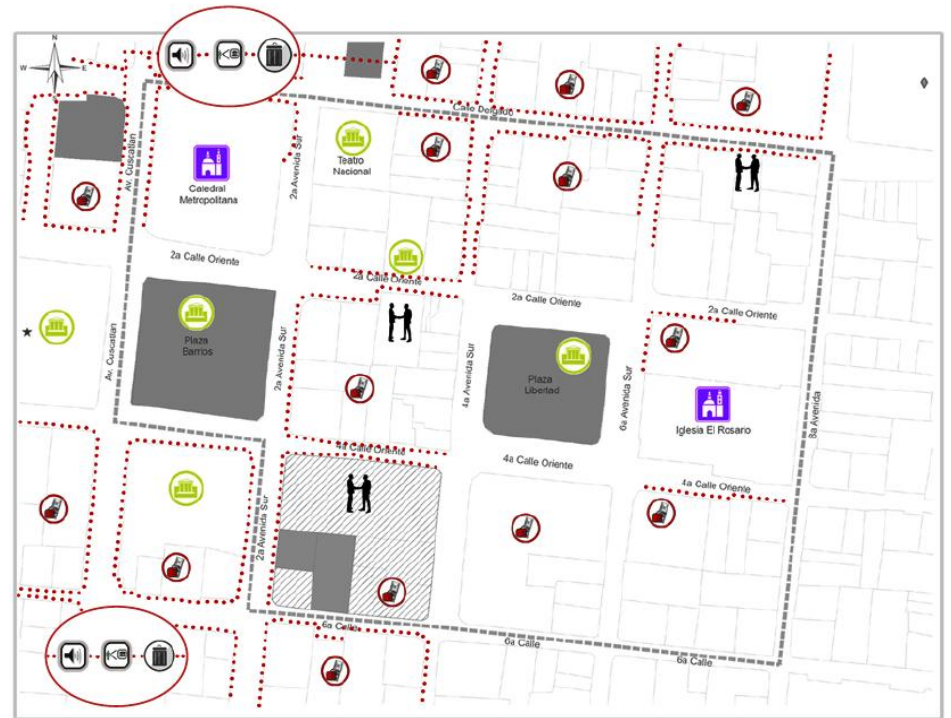 N
W
E
Calle Delgado
Av. Cuscatlan
Catedral
Metropolitana
2a Avenida Sur
Teatro
Nacional
2a Calle Oriente
2a Calle Oriente
2a Calle Oriente
2a Calle Oriente
Av. Cuscatlan
Plaza
Barrios
2a Avenida Sur
4a Avenida Sur
Plaza
Libertad
6a Avenida Sur
Iglesia El Rosario
8a Avenida
4a Calle Oriente
4a Calle Oriente
4a Calle Oriente
2a Avenida Sur
6a Calle
6a Calle
6a Calle